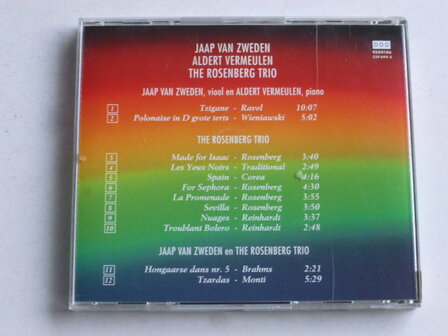 JAAP VAN ZWEDEN
ALDERT VERMEULEN
THE ROSENBERG TRIO
DDD
9500106
JAAP VAN ZWEDEN, viool en ALDERT VERMEULEN, piano
1 Tzigane - Ravel 10:07
2 Polonaise in D grote terts - Wieniawski 5:02
THE ROSENBERG TRIO
3 Made for Isaac - Rosenberg 3:40
4 Les Yeux Noirs - Traditional 2:49
5 Spain - Corea 4:16
6 For Sephora - Rosenberg 4:30
7 La Promenade - Rosenberg 3:55
8 Sevilla - Rosenberg 3:50
9 Nuages - Reinhardt 3:37
10 Troublant Bolero - Reinhardt 2:48
JAAP VAN ZWEDEN en THE ROSENBERG TRIO
11 Hongaarse dans nr. 5 - Brahms 2:21
12 Tzardas - Monti 5:29